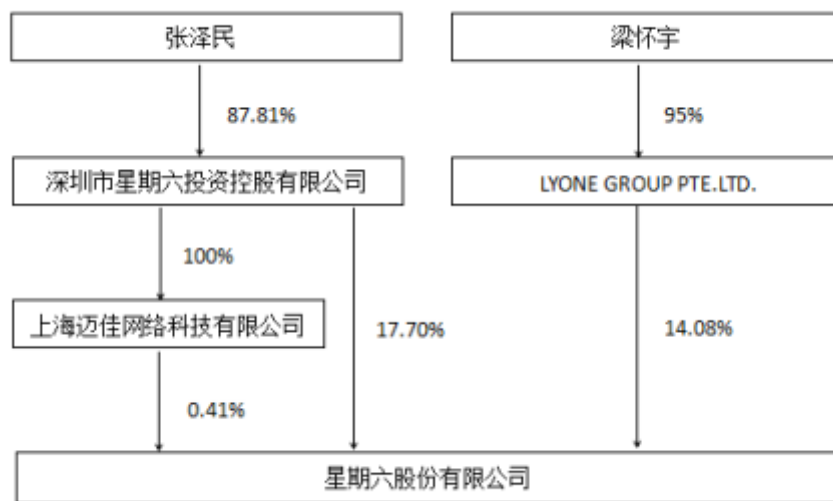 张泽民
梁怀宇
87.81%
95%
深圳市星期六投资控股有限公司
LYONE GROUP PTE.LTD.
100%
上海迈佳网络科技有限公司
17.70%
14.08%
0.41%
星期六股份有限公司